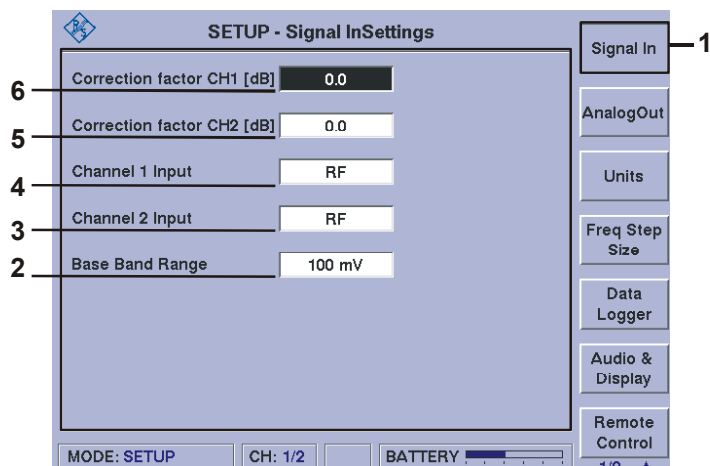 SETUP - Signal InSettings
Signal In
1
6
Correction factor CH1 [dB]
0.0
5
Correction factor CH2 [dB]
0.0
AnalogOut
4
Channel 1 Input
RF
Units
3
Channel 2 Input
RF
Freq Step
Size
2
Base Band Range
100 mV
Data
Logger
Audio &
Display
Remote
Control
MODE: SETUP
CH: 1/2
BATTERY
1/2